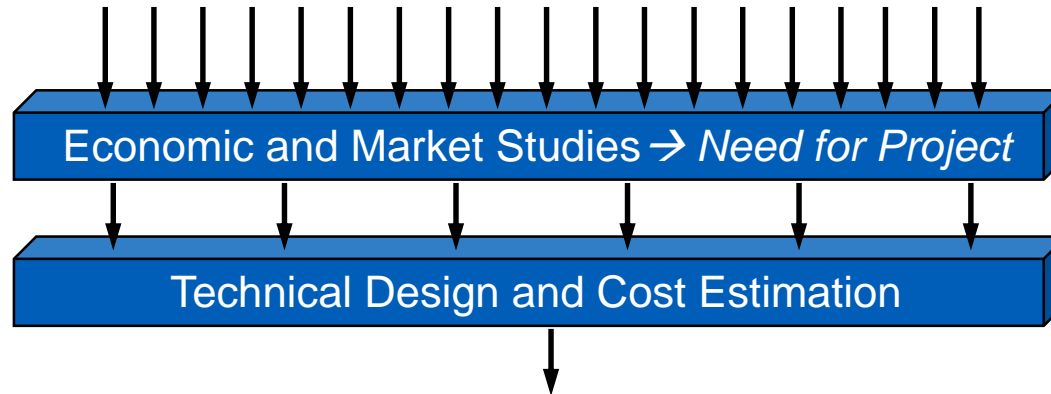 Economic and Market Studies → Need for Project
Technical Design and Cost Estimation